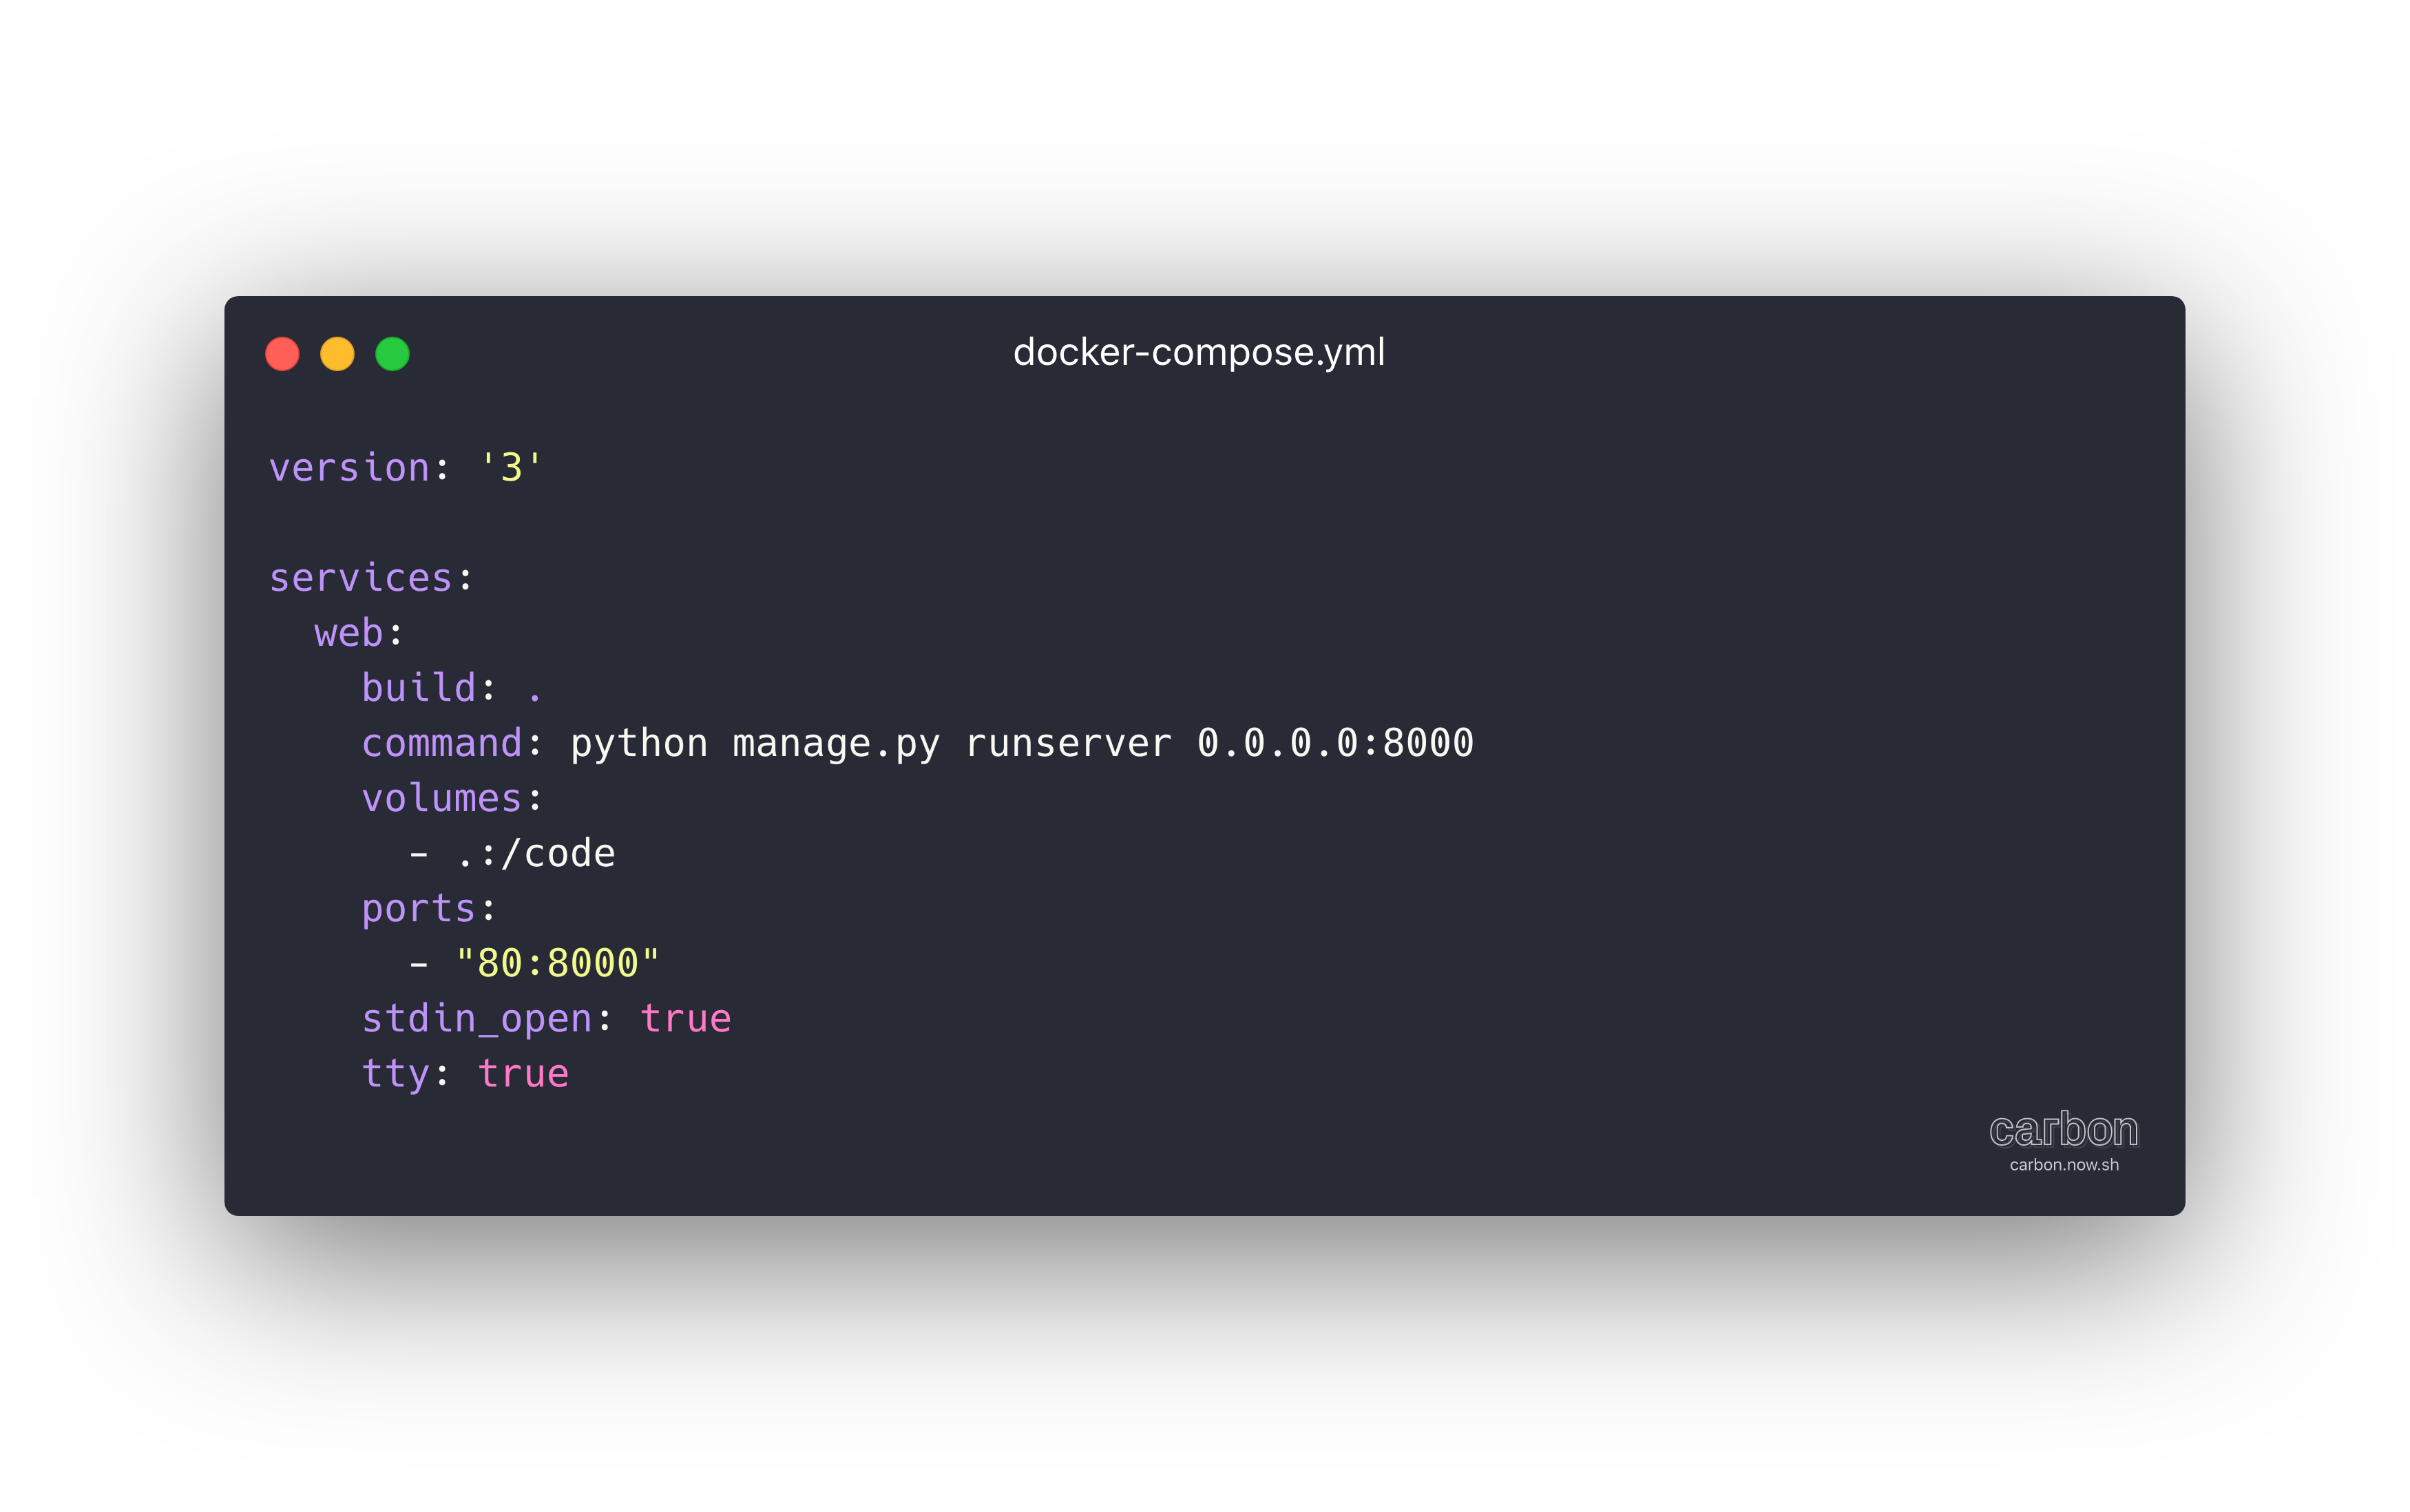 docker-compose.yml
version: '3'

services:
  web:
    build: .
    command: python manage.py runserver 0.0.0.0:8000
    volumes:
      - .:/code
    ports:
      - "80:8000"
    stdin_open: true
    tty: true
carbon
carbon.now.sh